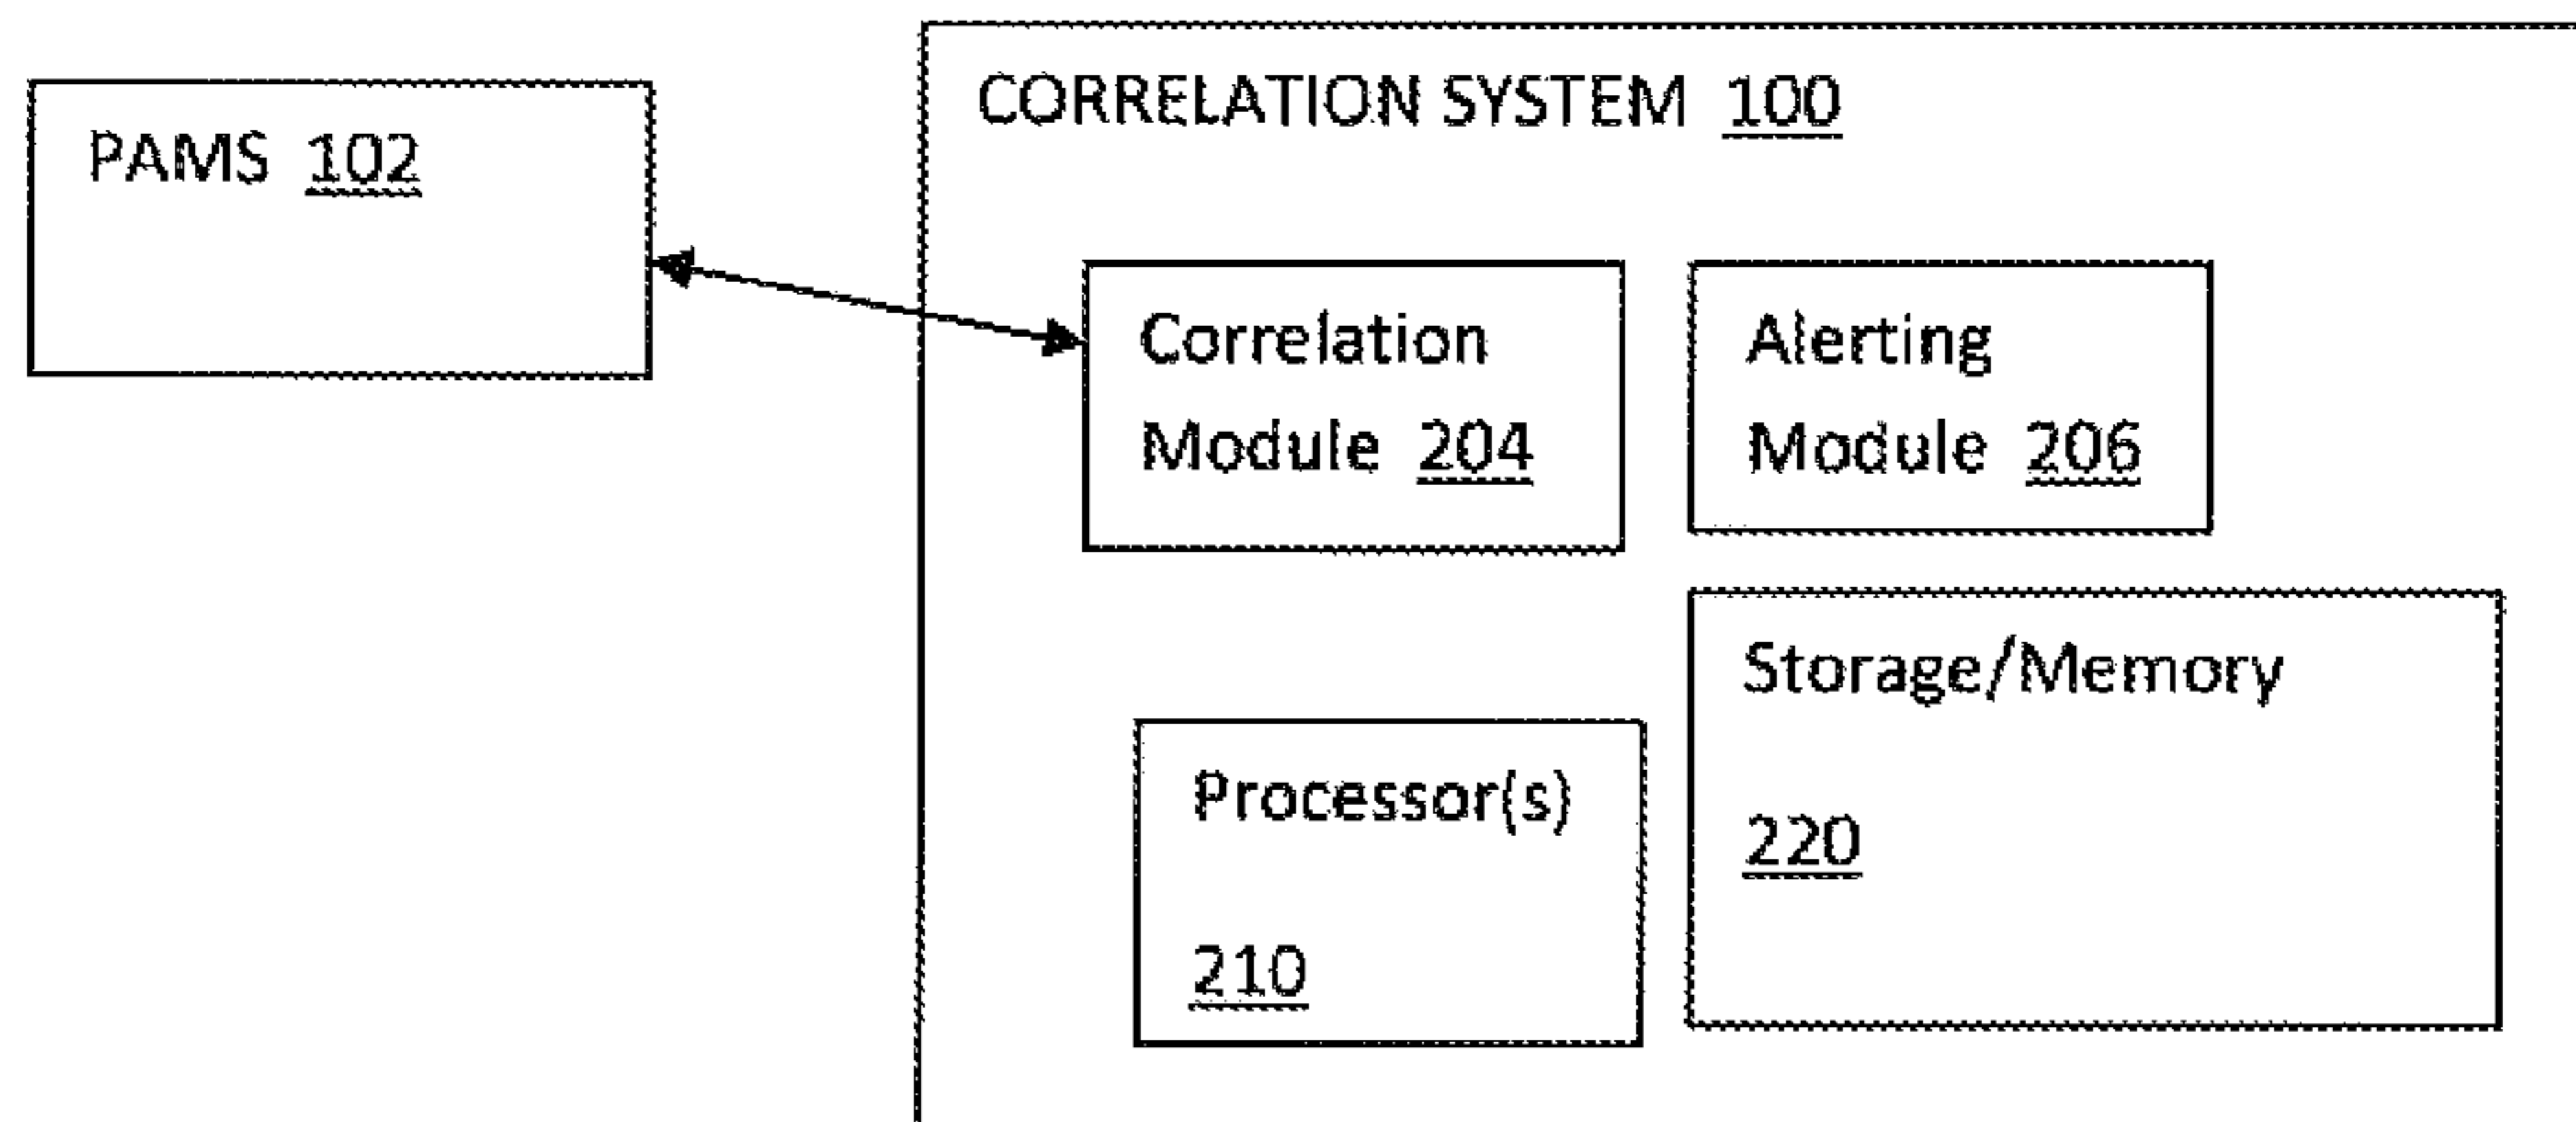 PAMS 102
CORRELATION SYSTEM 100
Correlation
Module 204
Alerting
Module 206
Processor(s)
210
Storage/Memory
220